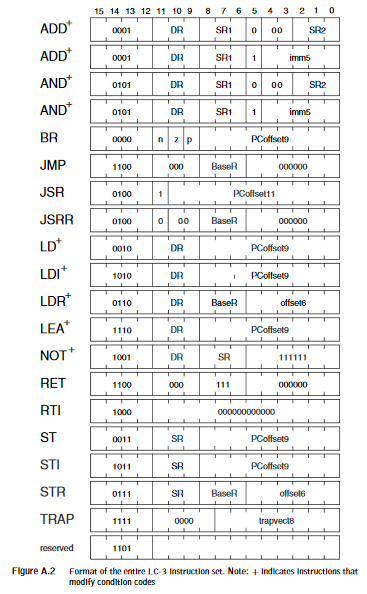 15 14 13 12 11 10 9 8 7 6 5 4 3 2 1 0
ADD+ 0001 DR SR1 0 00 SR2
ADD+ 0001 DR SR1 1 imm5
AND+ 0101 DR SR1 0 00 SR2
AND+ 0101 DR SR1 1 imm5
BR 0000 n z p PCoffset9
JMP 1100 000 BaseR 000000
JSR 0100 1 PCoffset11
JSRR 0100 0 00 BaseR 000000
LD+ 0010 DR PCoffset9
LDI+ 1010 DR PCoffset9
LDR+ 0110 DR BaseR offset6
LEA+ 1110 DR PCoffset9
NOT+ 1001 DR SR 111111
RET 1100 000 111 000000
RTI 1000 000000000000
ST 0011 SR PCoffset9
STI 1011 SR PCoffset9
STR 0111 SR BaseR offset6
TRAP 1111 0000 trapvect8
reserved 1101
Figure A.2 Format of the entire LC-3 instruction set. Note: + indicates instructions that
modify condition codes